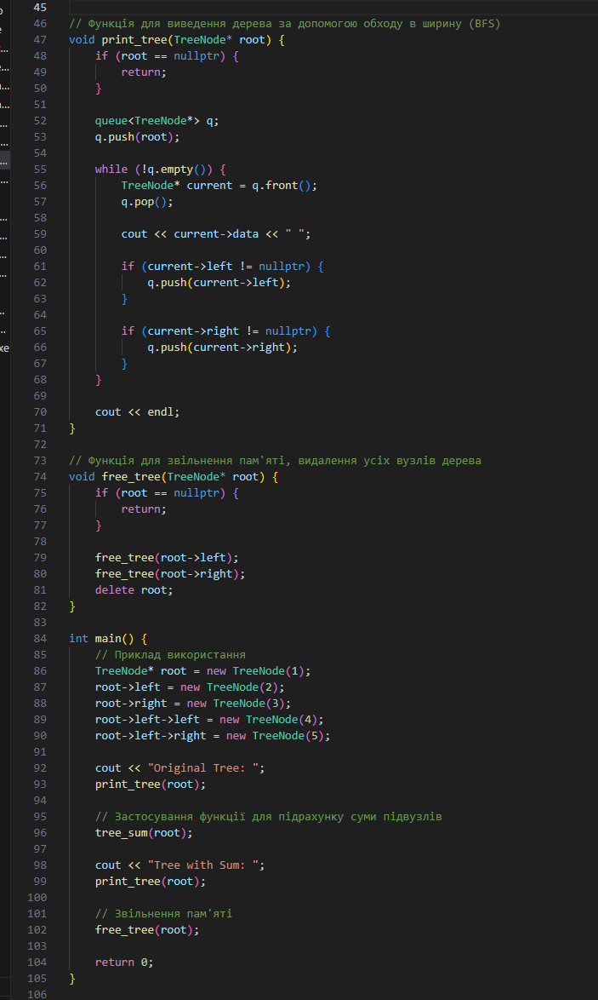 45
46 // Функція для виведення дерева за допомогою обходу в ширину (BFS)
47 void print_tree(TreeNode* root) {
48     if (root == nullptr) {
49         return;
50     }
51
52     queue<TreeNode*> q;
53     q.push(root);
54
55     while (!q.empty()) {
56         TreeNode* current = q.front();
57         q.pop();
58
59         cout << current->data << " ";
60
61         if (current->left != nullptr) {
62             q.push(current->left);
63         }
64
65         if (current->right != nullptr) {
66             q.push(current->right);
67         }
68     }
69
70     cout << endl;
71 }
72
73 // Функція для звільнення пам'яті, видалення усіх вузлів дерева
74 void free_tree(TreeNode* root) {
75     if (root == nullptr) {
76         return;
77     }
78
79     free_tree(root->left);
80     free_tree(root->right);
81     delete root;
82 }
83
84 int main() {
85     // Приклад використання
86     TreeNode* root = new TreeNode(1);
87     root->left = new TreeNode(2);
88     root->right = new TreeNode(3);
89     root->left->left = new TreeNode(4);
90     root->left->right = new TreeNode(5);
91
92     cout << "Original Tree: ";
93     print_tree(root);
94
95     // Застосування функції для підрахунку суми підвузлів
96     tree_sum(root);
97
98     cout << "Tree with Sum: ";
99     print_tree(root);
100
101     // Звільнення пам'яті
102     free_tree(root);
103
104     return 0;
105 }
106